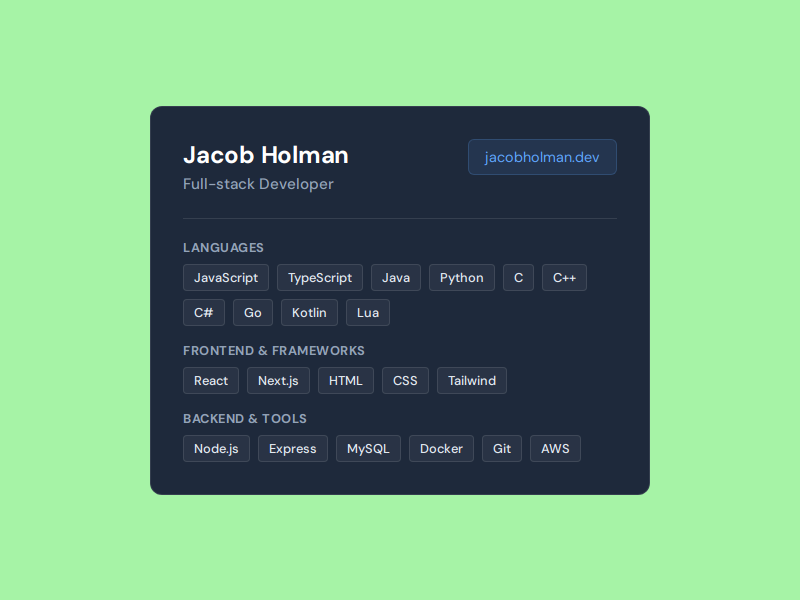 Jacob Holman
jacobholman.dev
Full-stack Developer
LANGUAGES
JavaScript TypeScript Java Python C C++
C# Go Kotlin Lua
FRONTEND & FRAMEWORKS
React Next.js HTML CSS Tailwind
BACKEND & TOOLS
Node.js Express MySQL Docker Git AWS